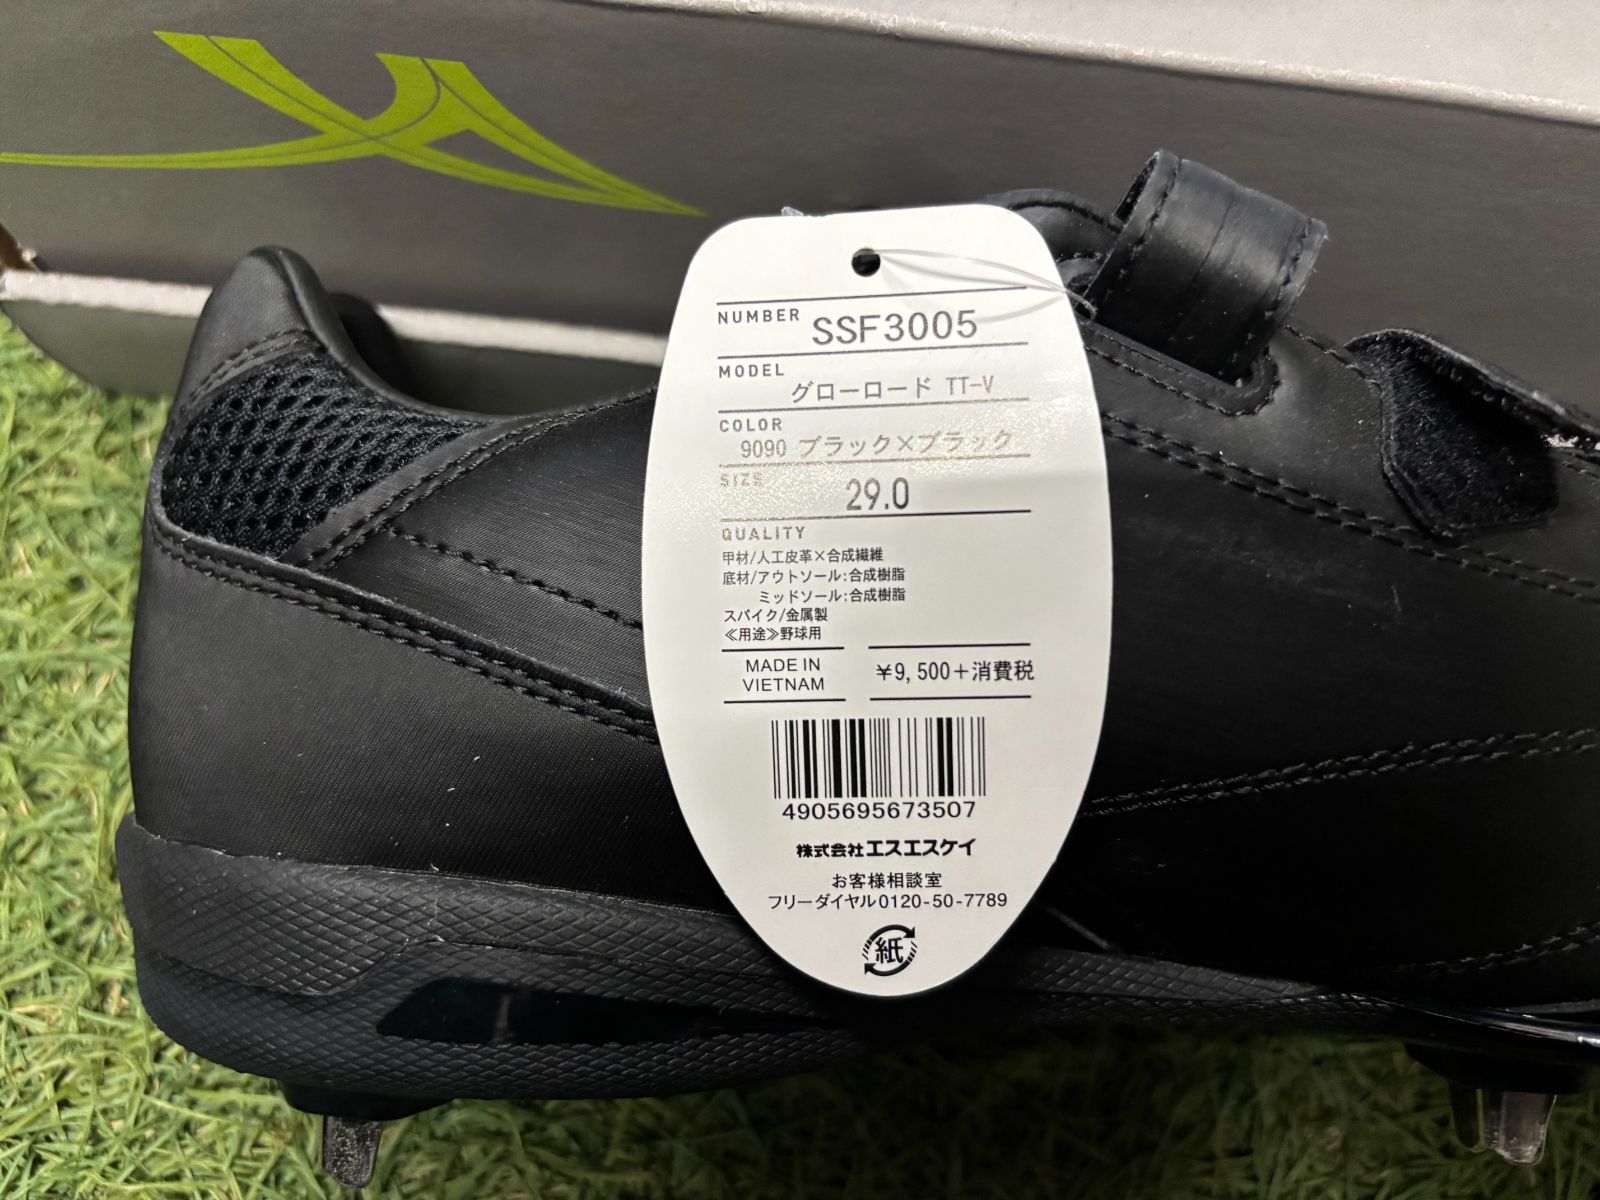 NUMBER SSF3005
MODEL
グローロード TT-V
COLOR
9090 ブラック×ブラック
SIZE
29.0
QUALITY
甲材/人工皮革×合成繊維
底材/アウトソール:合成樹脂
ミッドソール:合成樹脂
スパイク/金属製
≪用途≫野球用
MADE IN
VIETNAM
¥9,500+消費税
4905695673507
株式会社エスエスケイ
お客様相談室
フリーダイヤル0120-50-7789
紙